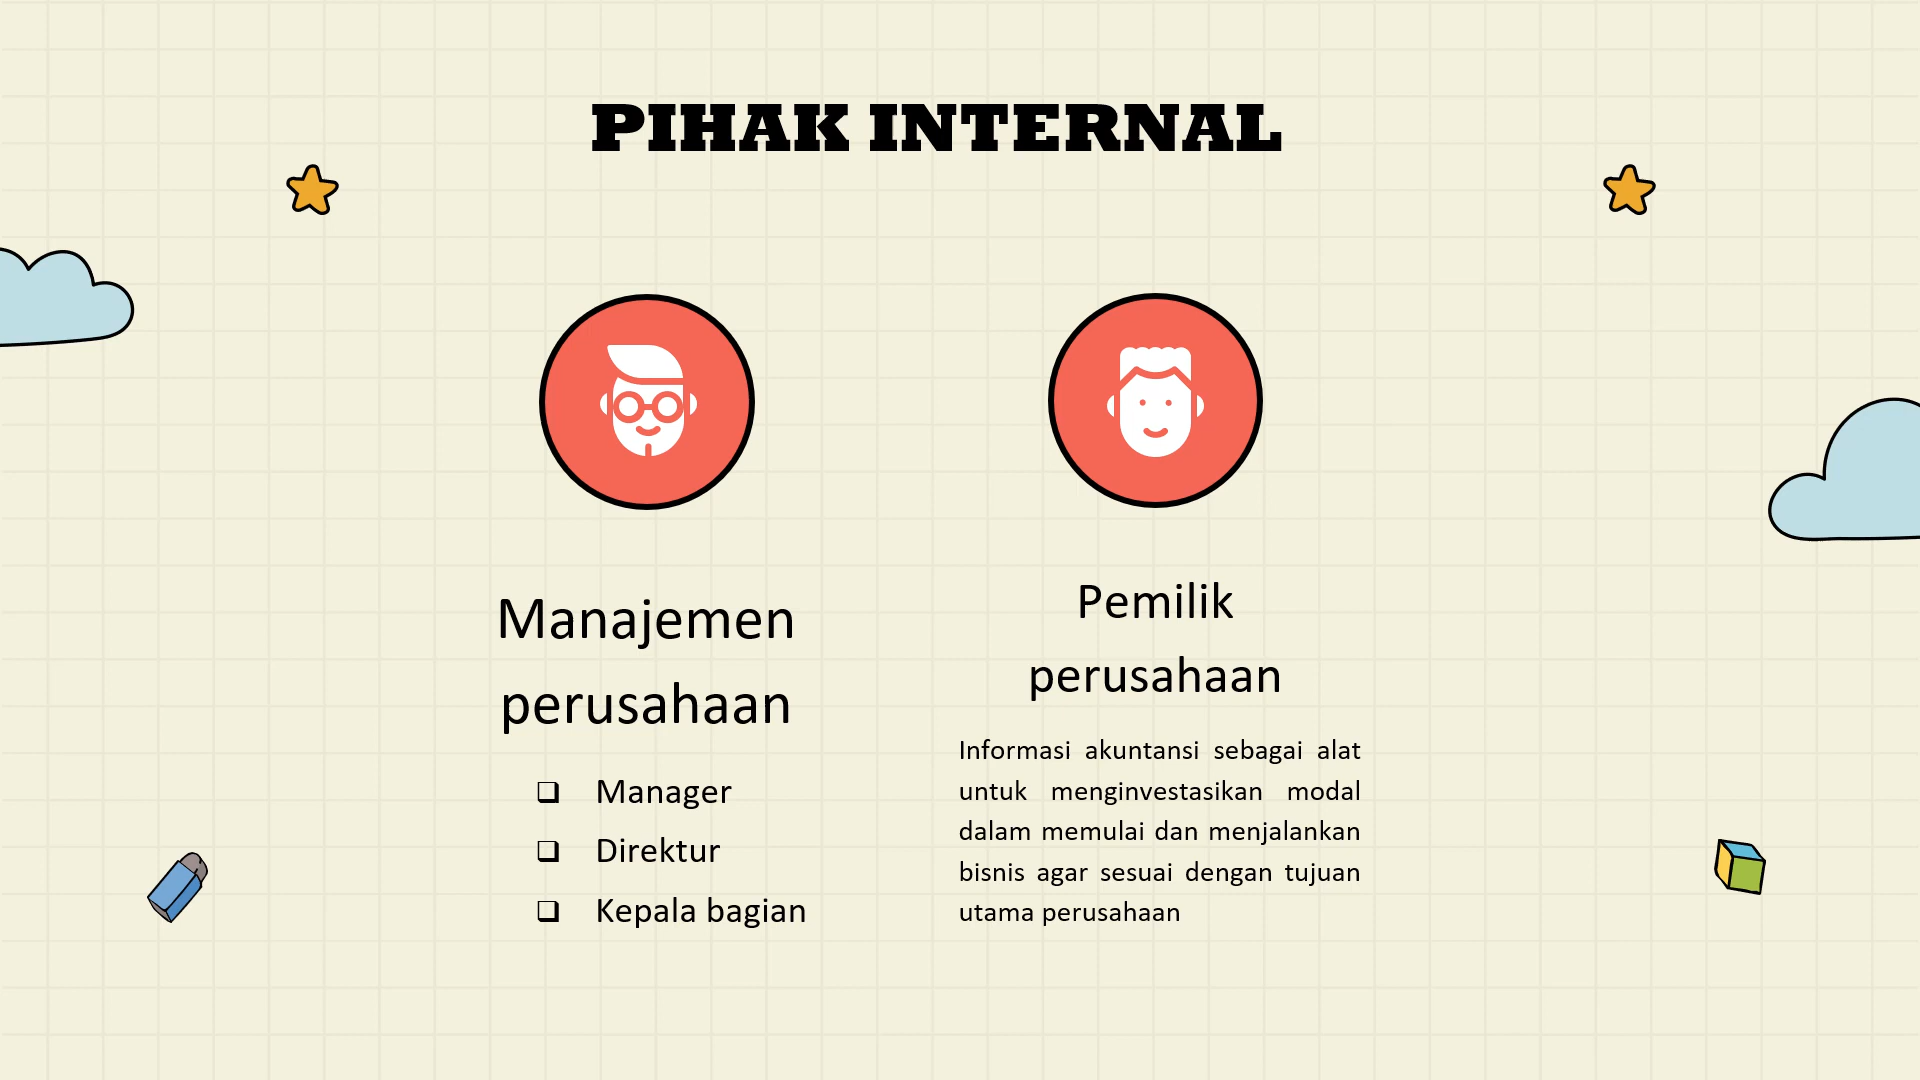 PIHAK INTERNAL
Manajemen
perusahaan
❑ Manager
❑ Direktur
❑ Kepala bagian
Pemilik
perusahaan
Informasi akuntansi sebagai alat
untuk menginvestasikan modal
dalam memulai dan menjalankan
bisnis agar sesuai dengan tujuan
utama perusahaan